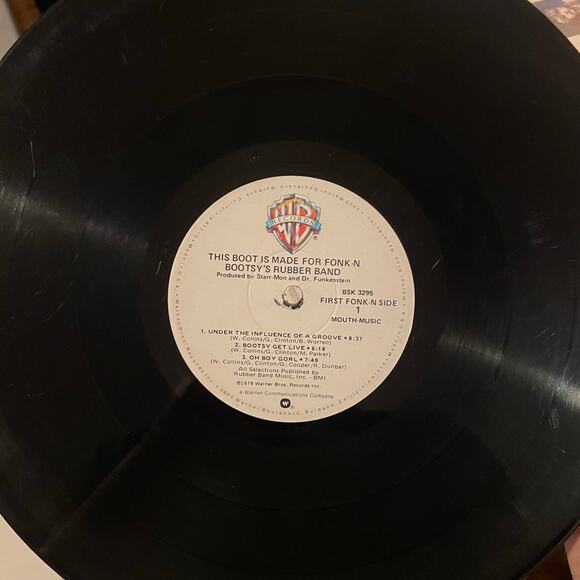 WB
RECORDS
THIS BOOT IS MADE FOR FONK-N
BOOTSY'S RUBBER BAND
Produced by Starr-Mon and Dr. Funkenstein
BSK 3295
FIRST FONK-N SIDE
1
MOUTH-MUSIC
1. UNDER THE INFLUENCE OF A GROOVE • 8:37
(W. Collins/G. Clinton/B. Worrell)
2. BOOTSY GET LIVE • 6:18
(W. Collins/G. Clinton/M. Parker)
3. OH BOY GORL • 7:49
(W. Collins/G. Clinton/G. Cooper/R. Dunbar)
All Selections Published by
Rubber Band Music, Inc. - BMI
℗1979 Warner Bros. Records Inc.
a Warner Communications Company